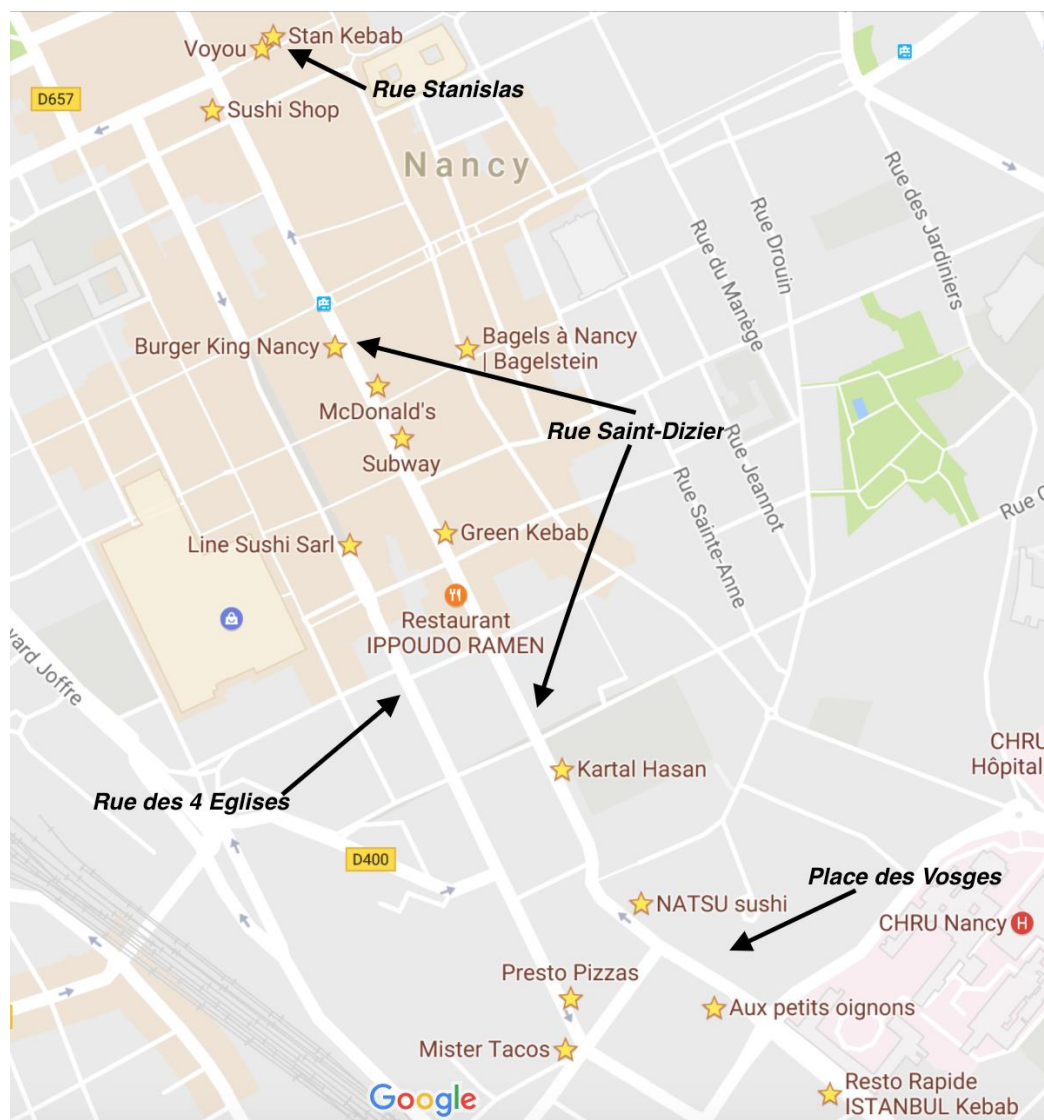 Stan Kebab
Voyou
Rue Stanislas
D657
Sushi Shop
Nancy
Rue des Jardiniers
Rue Drouin
Rue du Manège
Burger King Nancy
Bagels à Nancy
| Bagelstein
McDonald's
Rue Saint-Dizier
Subway
Rue Jeannot
Rue Sainte-Anne
Rue
Line Sushi Sarl
Green Kebab
Restaurant
IPPOUDO RAMEN
vard Joffre
Kartal Hasan
CHRU
Hôpital
Rue des 4 Eglises
D400
Place des Vosges
NATSU sushi
CHRU Nancy
H
Presto Pizzas
Aux petits oignons
Mister Tacos
Google
Resto Rapide
ISTANBUL Kebab